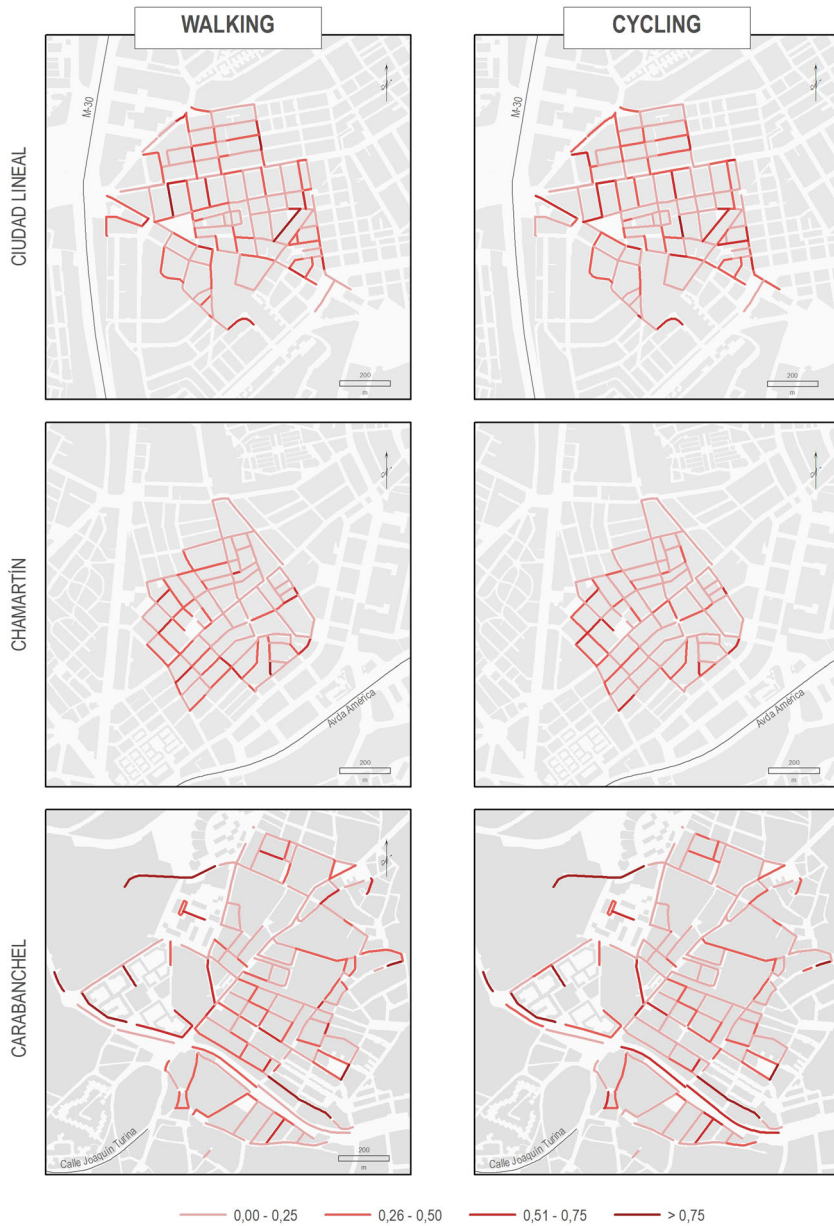 WALKING
CYCLING
CIUDAD LINEAL
M-30
200
m
M-30
200
m
CHAMARTÍN
Avda América
200
m
Avda América
200
m
CARABANCHEL
Calle Joaquín Turina
200
m
Calle Joaquín Turina
0,00 - 0,25
0,26 - 0,50
0,51 - 0,75
> 0,75